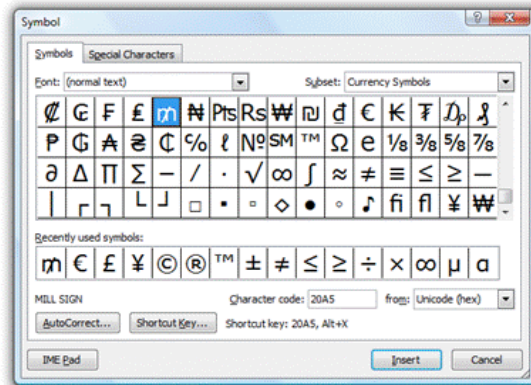 Symbol
Symbols Special Characters
Font: (normal text) Subset: Currency Symbols
₡ ₢ ₣ ₤ ₥ ₦ ₧ ₨ ₩ ₪ ₫ € ₭ ₮ ₯ ₰
₱ ₲ ₳ ₴ ₵ ℅ ℓ № ℠ ™ Ω ℮ ⅛ ⅜ ⅝ ⅞
∂ ∆ ∏ ∑ − ∕ ∙ √ ∞ ∫ ≈ ≠ ≡ ≤ ≥ ─
│ ┌ ┐ └ ┘ □ ▪ ▫ ◊ ● ◦ ♪ fi fl ¥ ₩
Recently used symbols:
₥ € £ ¥ © ® ™ ± ≠ ≤ ≥ ÷ × ∞ µ α
MILL SIGN Character code: 20A5 from: Unicode (hex)
AutoCorrect... Shortcut Key... Shortcut key: 20A5, Alt+X
IME Pad Insert Cancel